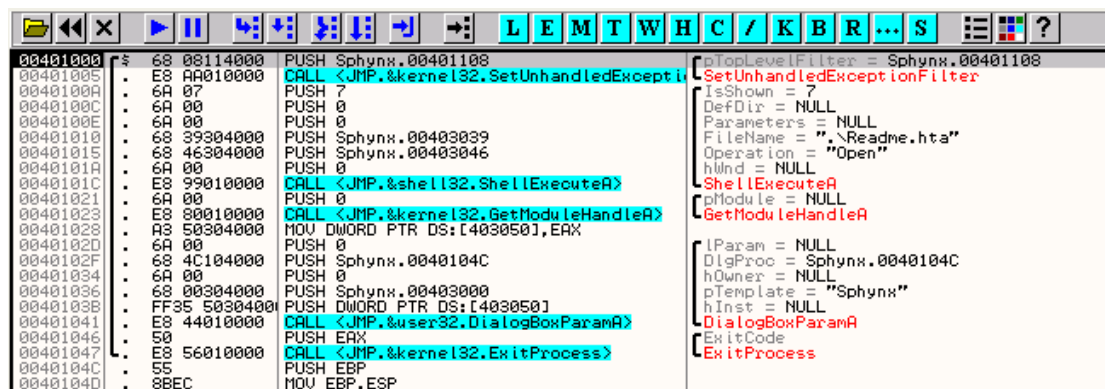 L E M T W H C / K B R ... S ?
00401000 $ 68 08114000 PUSH Sphynx.00401108 pTopLevelFilter = Sphynx.00401108
00401005 . E8 AA010000 CALL <JMP.&kernel32.SetUnhandledExcepti SetUnhandledExceptionFilter
0040100A . 6A 07 PUSH 7 IsShown = 7
0040100C . 6A 00 PUSH 0 DefDir = NULL
0040100E . 6A 00 PUSH 0 Parameters = NULL
00401010 . 68 39304000 PUSH Sphynx.00403039 FileName = ".\Readme.hta"
00401015 . 68 46304000 PUSH Sphynx.00403046 Operation = "Open"
0040101A . 6A 00 PUSH 0 hWnd = NULL
0040101C . E8 99010000 CALL <JMP.&shell32.ShellExecuteA> ShellExecuteA
00401021 . 6A 00 PUSH 0 pModule = NULL
00401023 . E8 80010000 CALL <JMP.&kernel32.GetModuleHandleA> GetModuleHandleA
00401028 . A3 50304000 MOV DWORD PTR DS:[403050],EAX
0040102D . 6A 00 PUSH 0 lParam = NULL
0040102F . 68 4C104000 PUSH Sphynx.0040104C DlgProc = Sphynx.0040104C
00401034 . 6A 00 PUSH 0 hOwner = NULL
00401036 . 68 00304000 PUSH Sphynx.00403000 pTemplate = "Sphynx"
0040103B . FF35 5030400 PUSH DWORD PTR DS:[403050] hInst = NULL
00401041 . E8 44010000 CALL <JMP.&user32.DialogBoxParamA> DialogBoxParamA
00401046 . 50 PUSH EAX ExitCode
00401047 . E8 56010000 CALL <JMP.&kernel32.ExitProcess> ExitProcess
0040104C . 55 PUSH EBP
0040104D . 8BEC MOV EBP,ESP